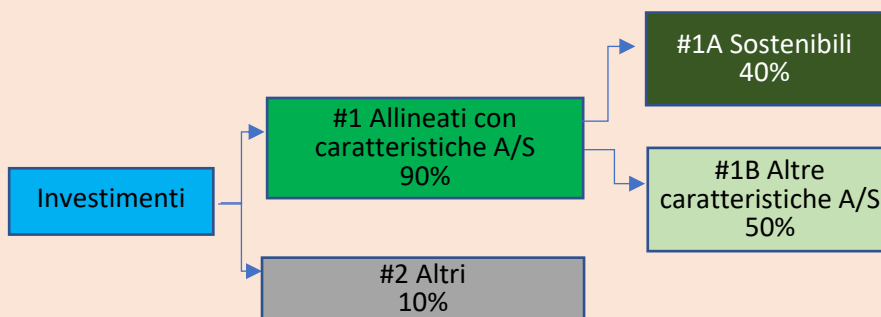 Investimenti
#1 Allineati con
caratteristiche A/S
90%
#2 Altri
10%
#1A Sostenibili
40%
#1B Altre
caratteristiche A/S
50%